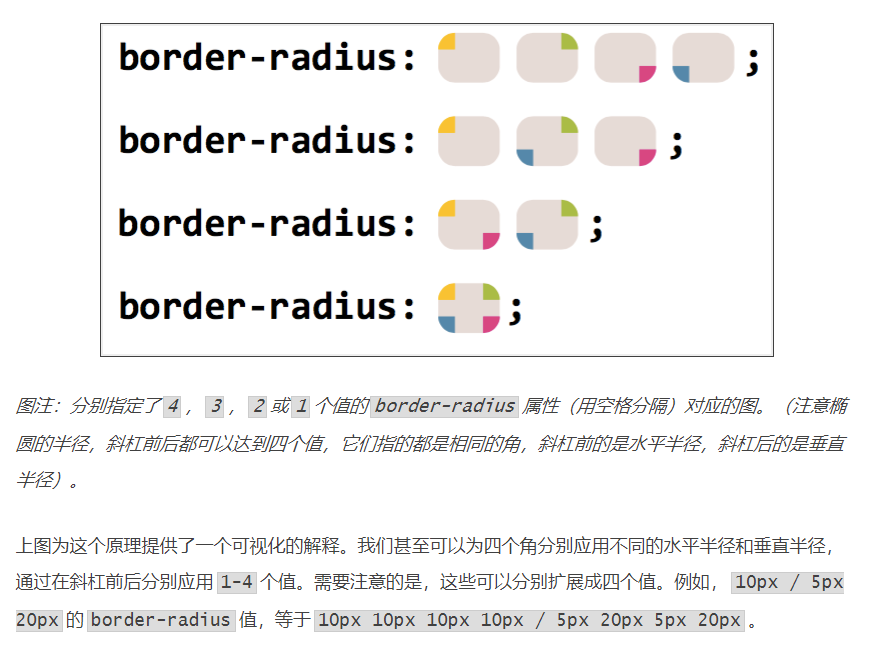 border-radius: ;
border-radius: ;
border-radius: ;
border-radius: ;
图注：分别指定了 4 ， 3 ， 2 或 1 个值的 border-radius 属性（用空格分隔）对应的图。（注意椭
圆的半径，斜杠前后都可以达到四个值，它们指的都是相同的角，斜杠前的是水平半径，斜杠后的是垂直
半径）。
上图为这个原理提供了一个可视化的解释。我们甚至可以为四个角分别应用不同的水平半径和垂直半径，
通过在斜杠前后分别应用 1-4 个值。需要注意的是，这些可以分别扩展成四个值。例如， 10px / 5px
20px 的 border-radius 值，等于 10px 10px 10px 10px / 5px 20px 5px 20px 。